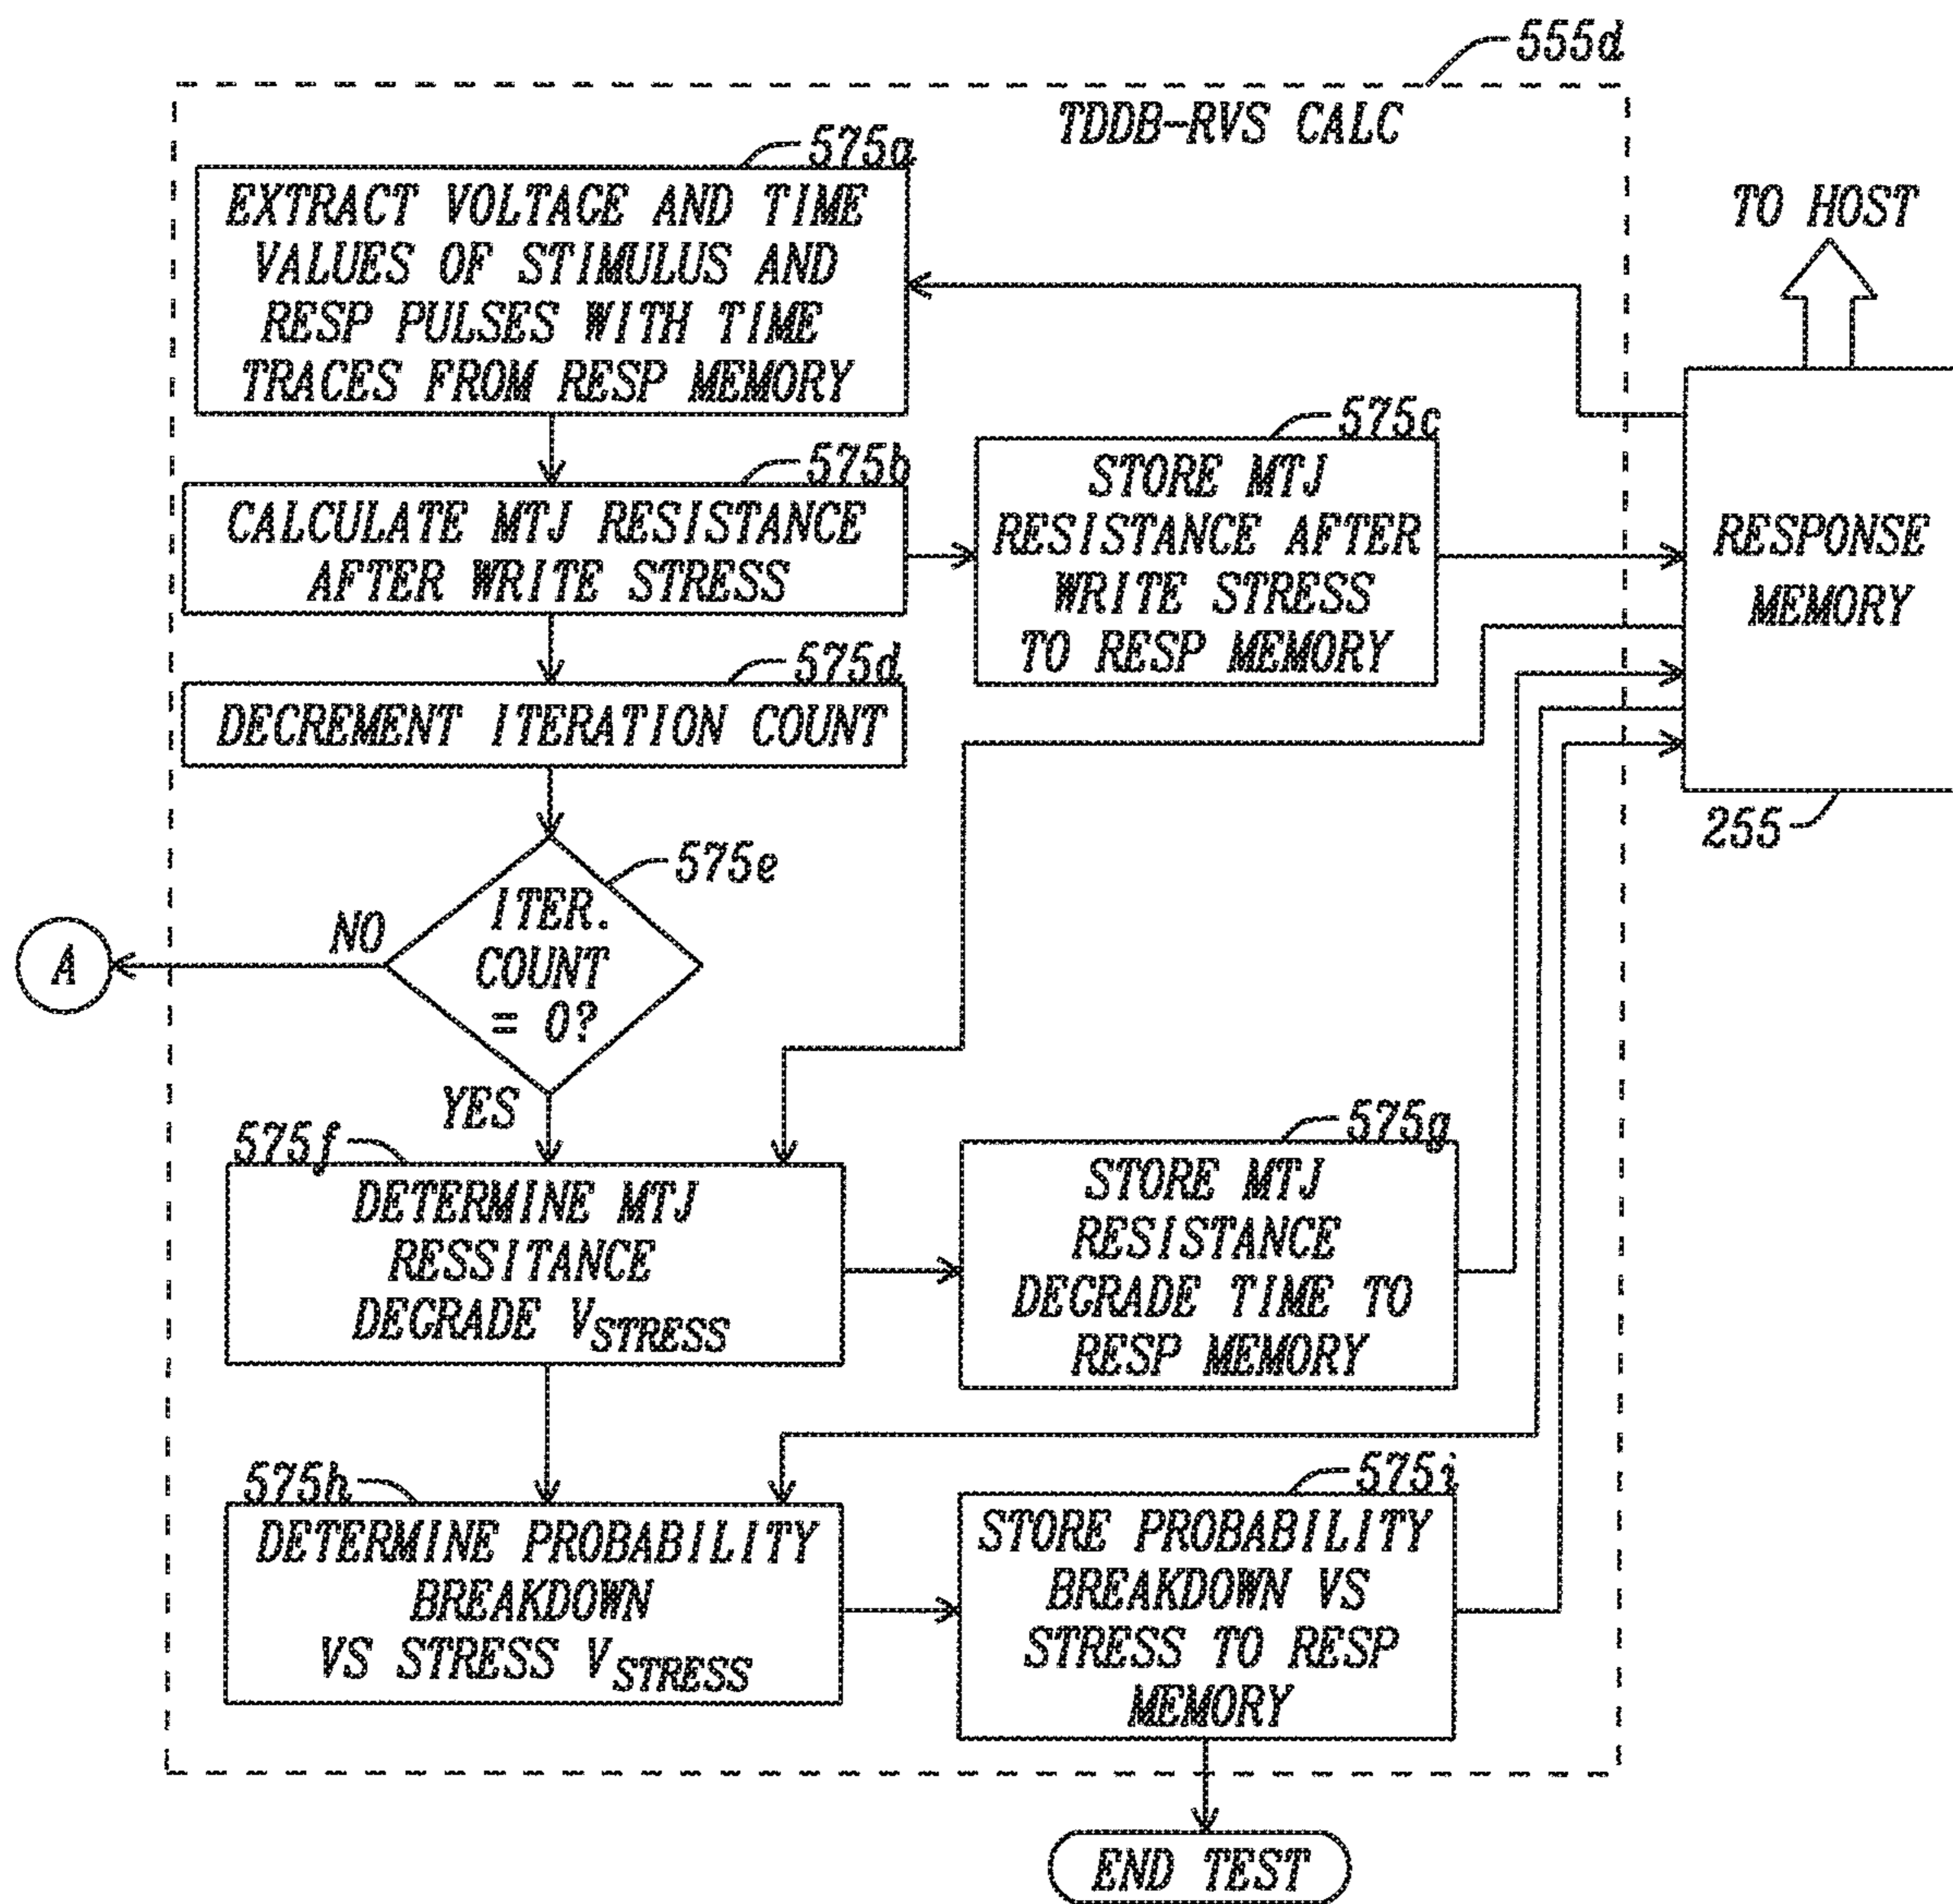 555d
TDDB-RVS CALC
575a
EXTRACT VOLTAGE AND TIME
VALUES OF STIMULUS AND
RESP PULSES WITH TIME
TRACES FROM RESP MEMORY
TO HOST
575b
CALCULATE MTJ RESISTANCE
AFTER WRITE STRESS
575c
STORE MTJ
RESISTANCE AFTER
WRITE STRESS
TO RESP MEMORY
RESPONSE
MEMORY
255
575d
DECREMENT ITERATION COUNT
575e
ITER.
COUNT
= 0?
NO
A
YES
575f
DETERMINE MTJ
RESSITANCE
DEGRADE VSTRESS
575g
STORE MTJ
RESISTANCE
DEGRADE TIME TO
RESP MEMORY
575h
DETERMINE PROBABILITY
BREAKDOWN
VS STRESS VSTRESS
575i
STORE PROBABILITY
BREAKDOWN VS
STRESS TO RESP
MEMORY
END TEST